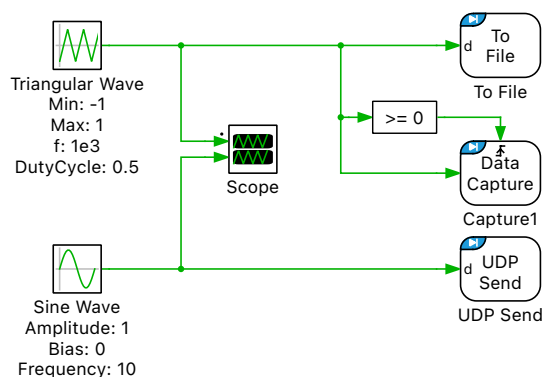 To
File
d
To File
Triangular Wave
Min: -1
Max: 1
f: 1e3
DutyCycle: 0.5
>= 0
Scope
Data
Capture
Capture1
Sine Wave
Amplitude: 1
Bias: 0
Frequency: 10
UDP
Send
d
UDP Send